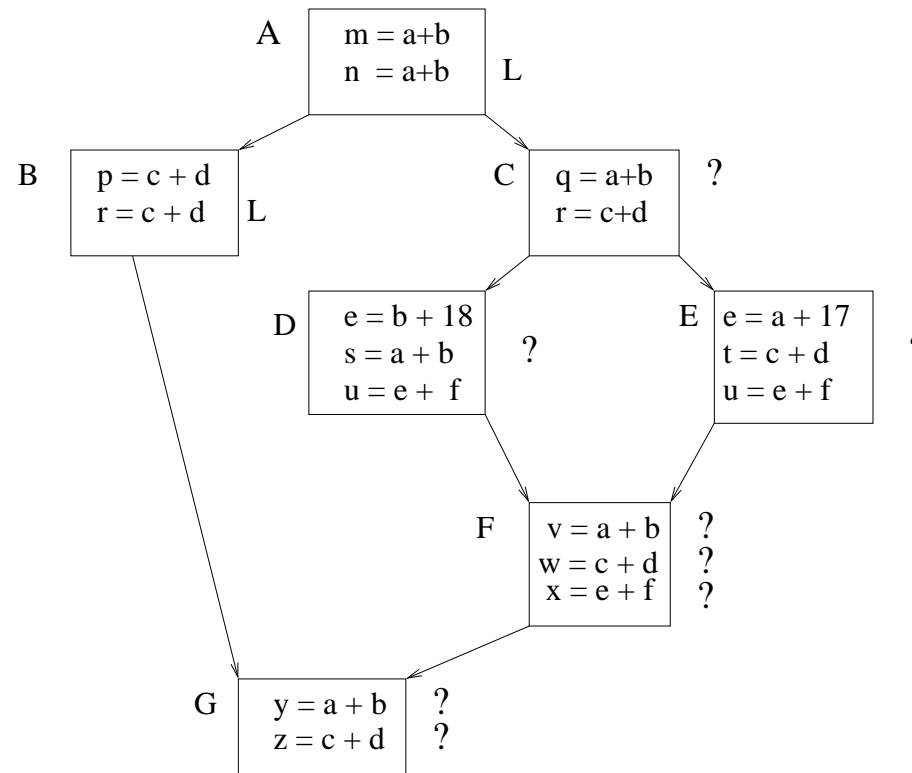 A
m = a+b
n = a+b
L
B
p = c + d
r = c + d
L
C
q = a+b
r = c+d
?
D
e = b + 18
s = a + b
u = e + f
?
E
e = a + 17
t = c + d
u = e + f
F
v = a + b ?
w = c + d ?
x = e + f ?
G
y = a + b ?
z = c + d ?